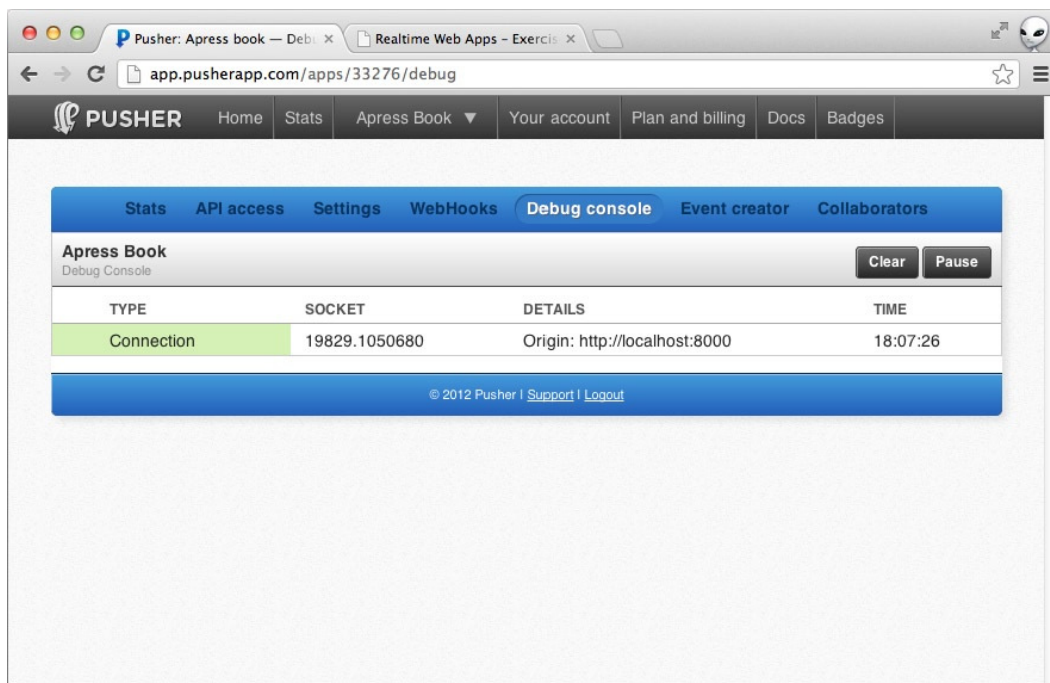 Pusher: Apress book — Deb
Realtime Web Apps - Exercis
app.pusherapp.com/apps/33276/debug
PUSHER Home Stats Apress Book ▼ Your account Plan and billing Docs Badges
Stats API access Settings WebHooks Debug console Event creator Collaborators
Apress Book
Debug Console
Clear Pause
TYPE SOCKET DETAILS TIME
Connection 19829.1050680 Origin: http://localhost:8000 18:07:26
© 2012 Pusher | Support | Logout